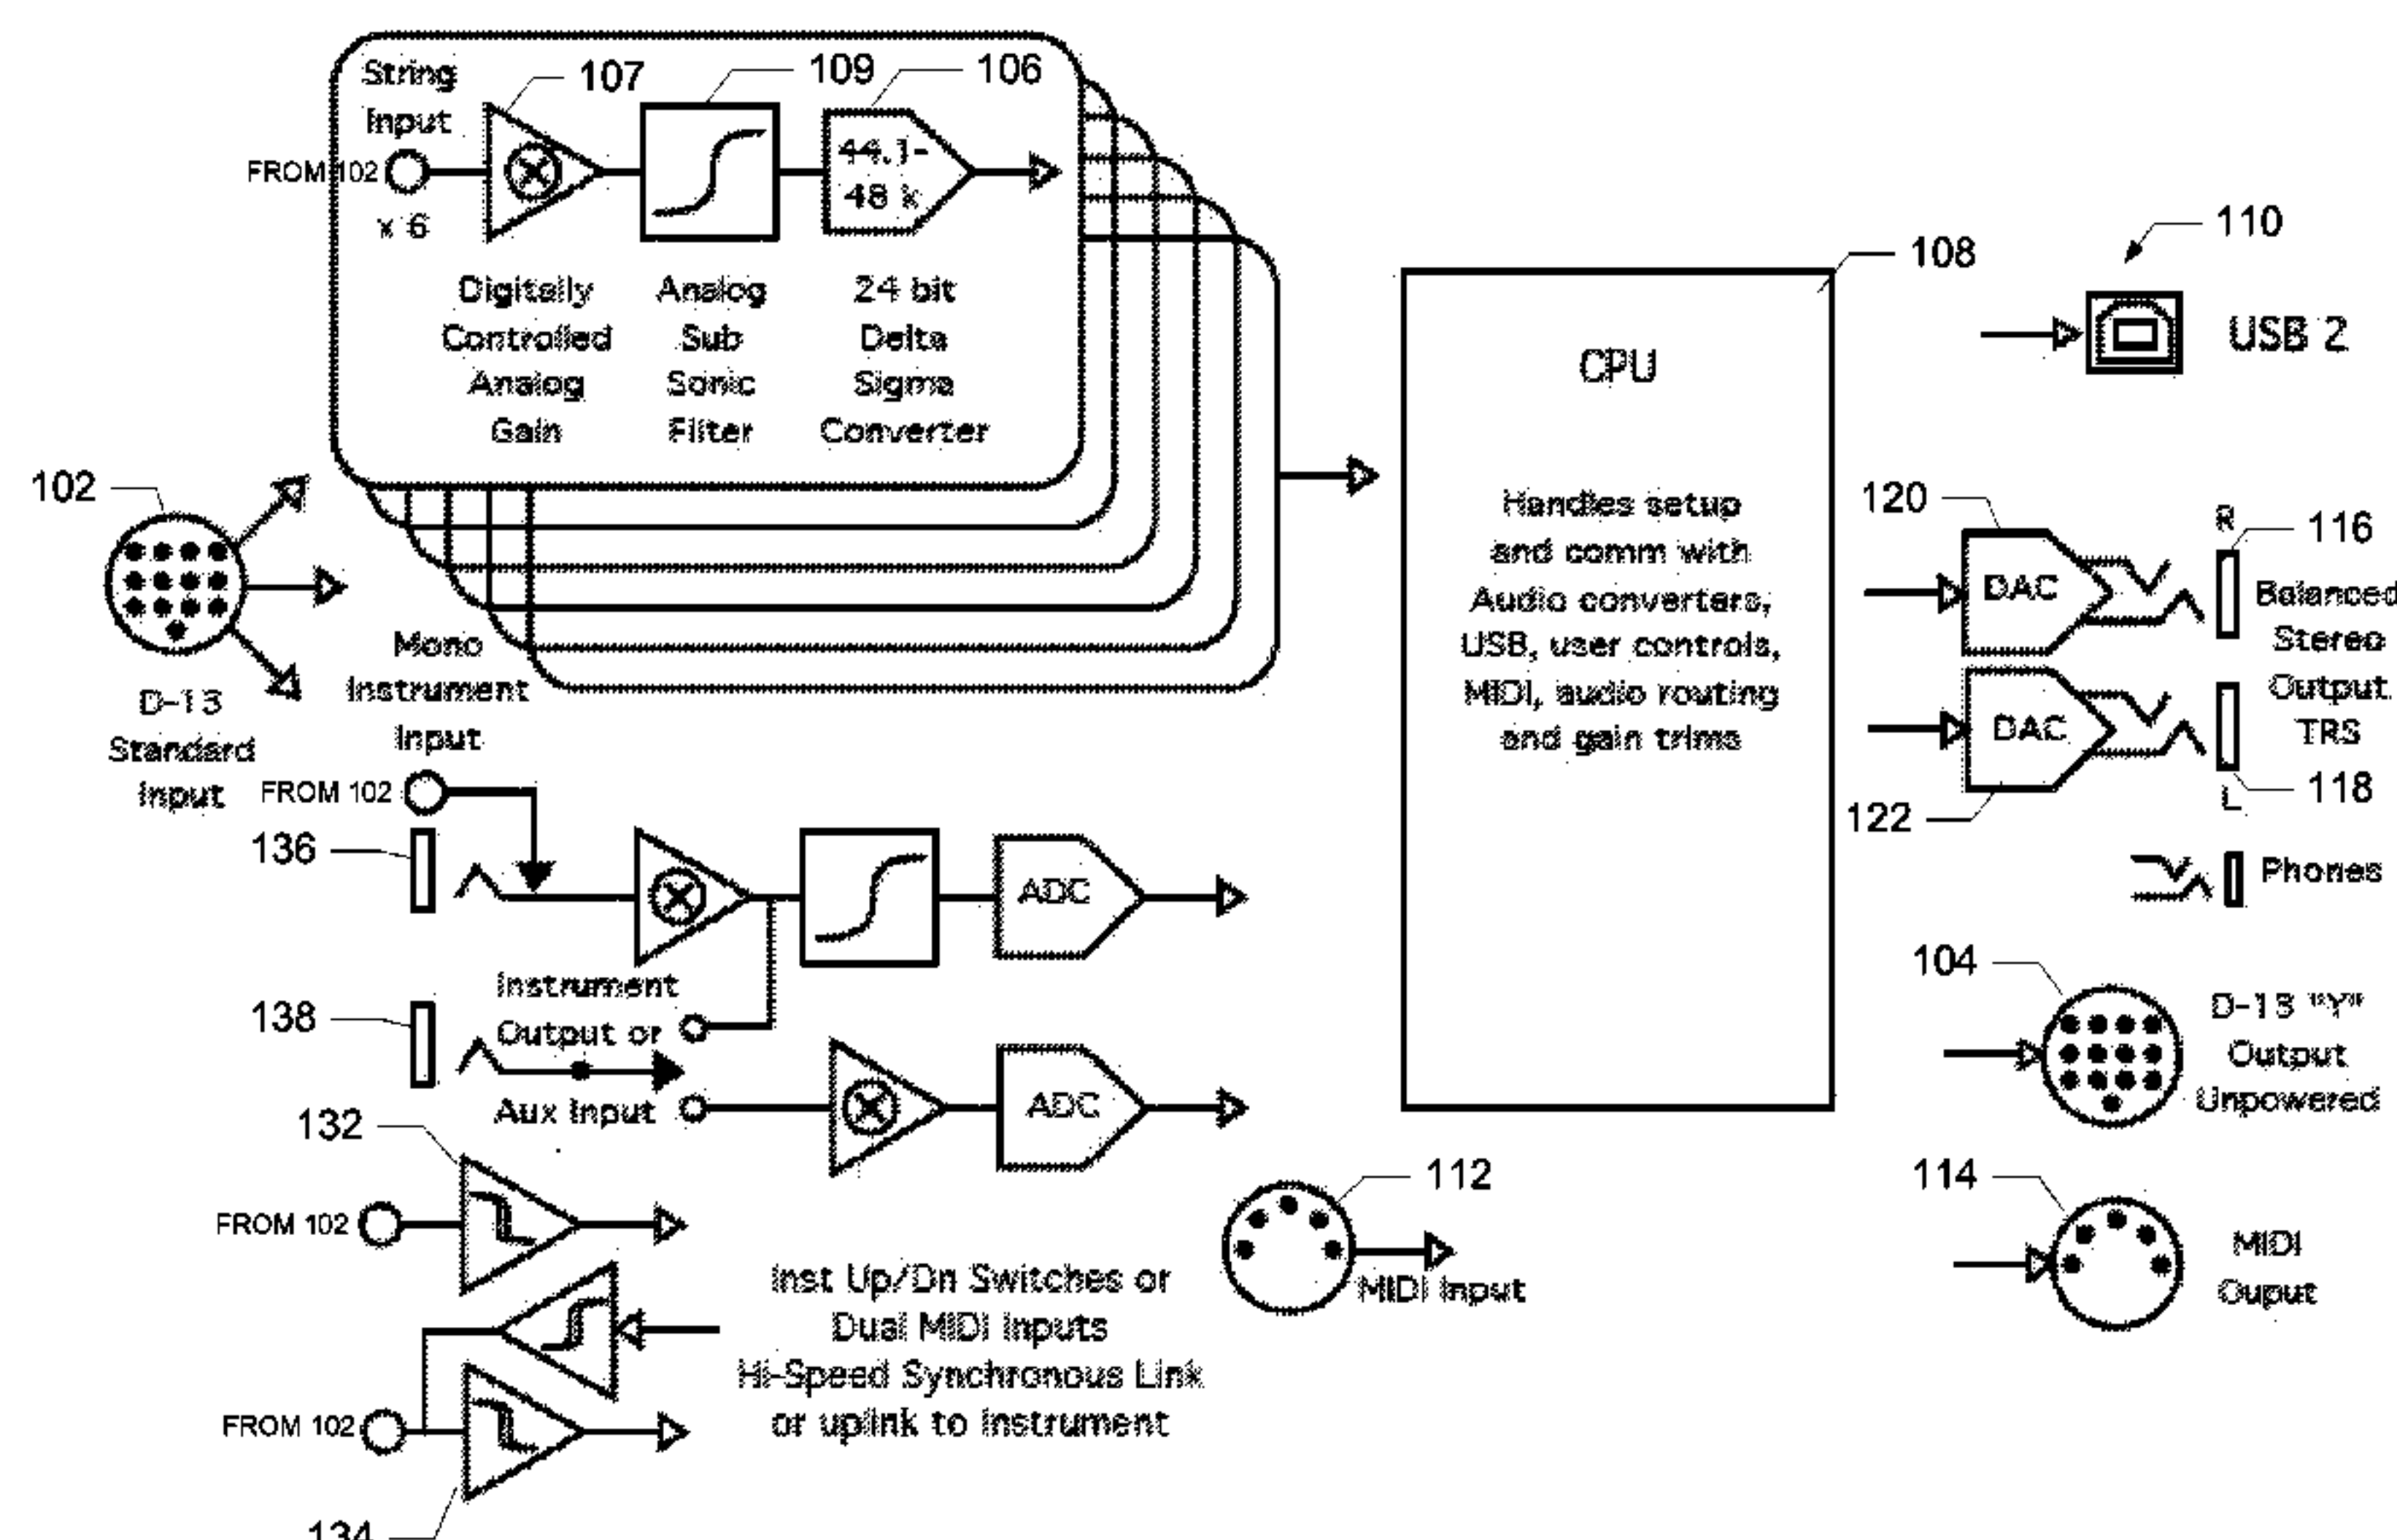 String
Input
FROM 102
x 6
107
109
106
44.1-
48 k
Digitally
Controlled
Analog
Gain
Analog
Sub
Sonic
Filter
24 bit
Delta
Sigma
Converter
102
D-13
Standard
Input
Mono
Instrument
Input
FROM 102
136
138
Instrument
Output or
Aux Input
ADC
ADC
132
FROM 102
FROM 102
134
Inst Up/Dn Switches or
Dual MIDI Inputs
Hi-Speed Synchronous Link
or uplink to Instrument
108
CPU
Handles setup
and comm with
Audio converters,
USB, user controls,
MIDI, audio routing
and gain trims
112
MIDI Input
110
USB 2
120
DAC
R
116
Balanced
Stereo
Output
TRS
DAC
122
L
118
Phones
104
D-13 "Y"
Output
Unpowered
114
MIDI
Ouput